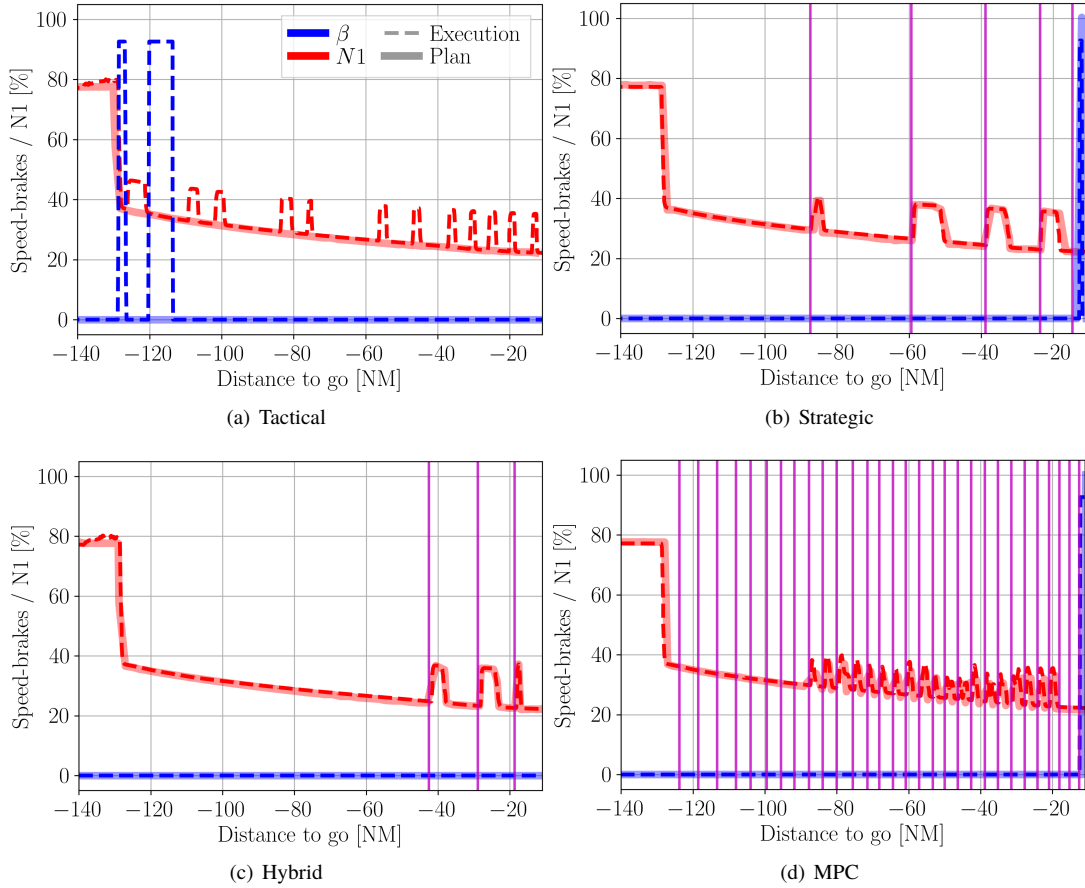 100
80
60
40
20
0
Speed-brakes / N1 [%]
β
N1
Execution
Plan
−140 −120 −100 −80 −60 −40 −20
Distance to go [NM]
(a) Tactical
100
80
60
40
20
0
Speed-brakes / N1 [%]
−140 −120 −100 −80 −60 −40 −20
Distance to go [NM]
(b) Strategic
100
80
60
40
20
0
Speed-brakes / N1 [%]
−140 −120 −100 −80 −60 −40 −20
Distance to go [NM]
(c) Hybrid
100
80
60
40
20
0
Speed-brakes / N1 [%]
−140 −120 −100 −80 −60 −40 −20
Distance to go [NM]
(d) MPC